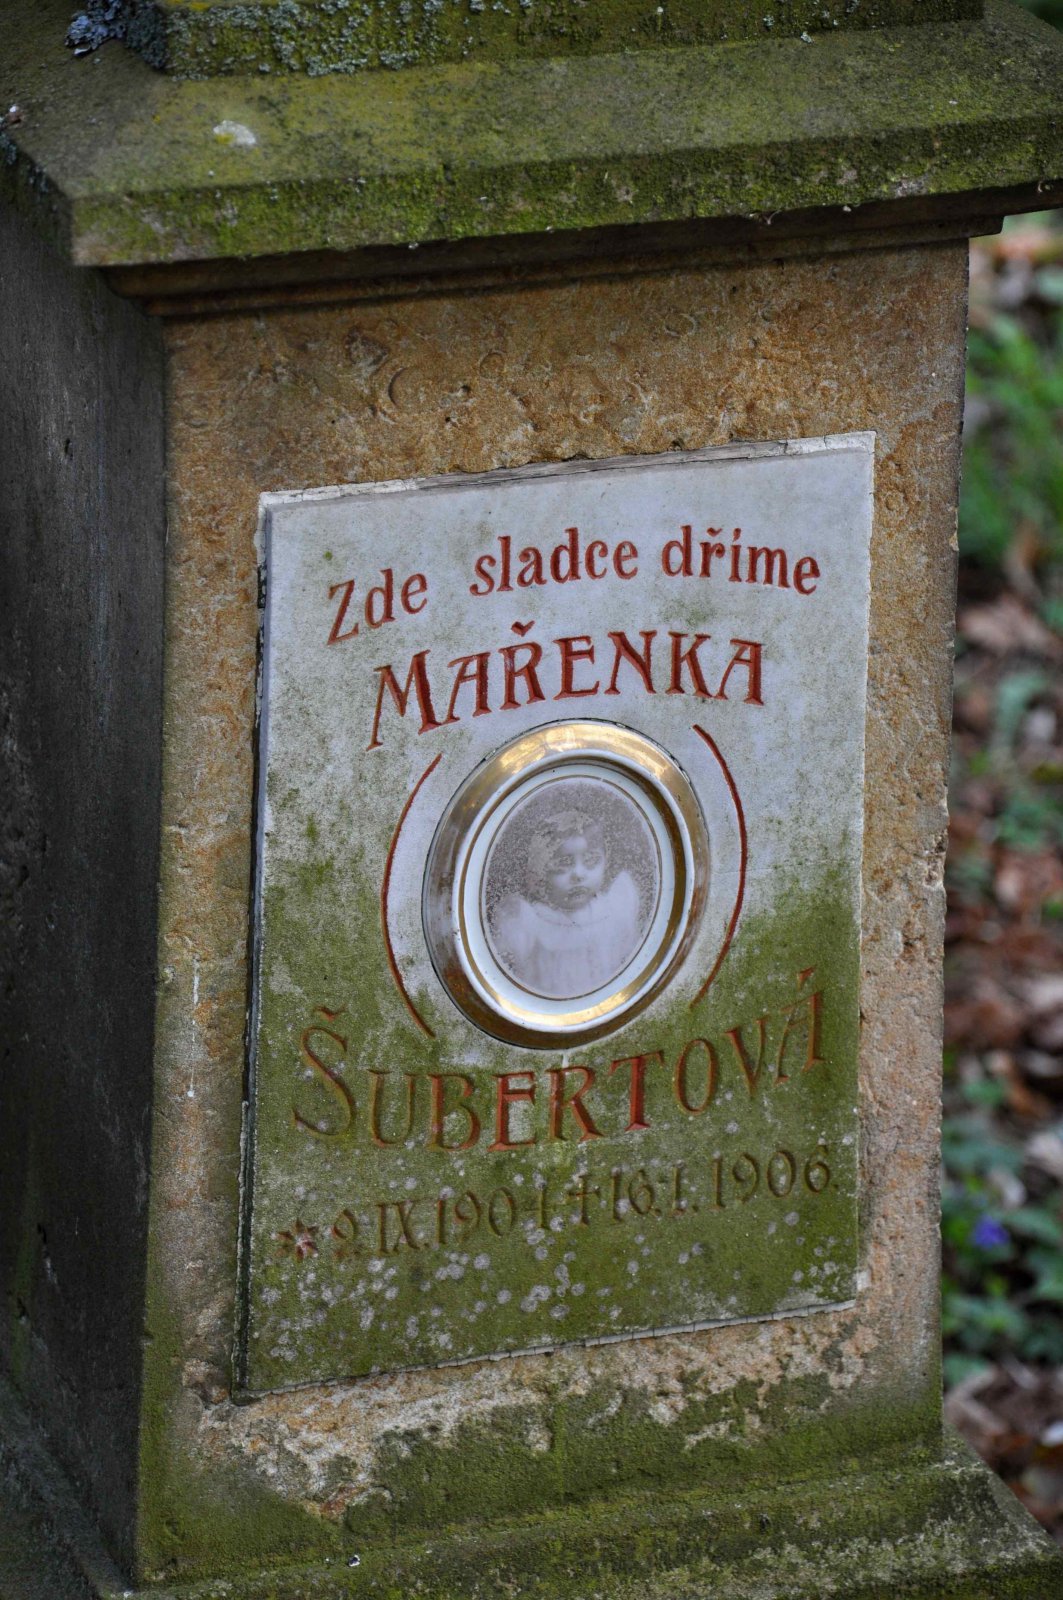 Zde sladce dříme
MAŘENKA
ŠUBERTOVÁ
* 9.IX.1904. + 16.I.1906.